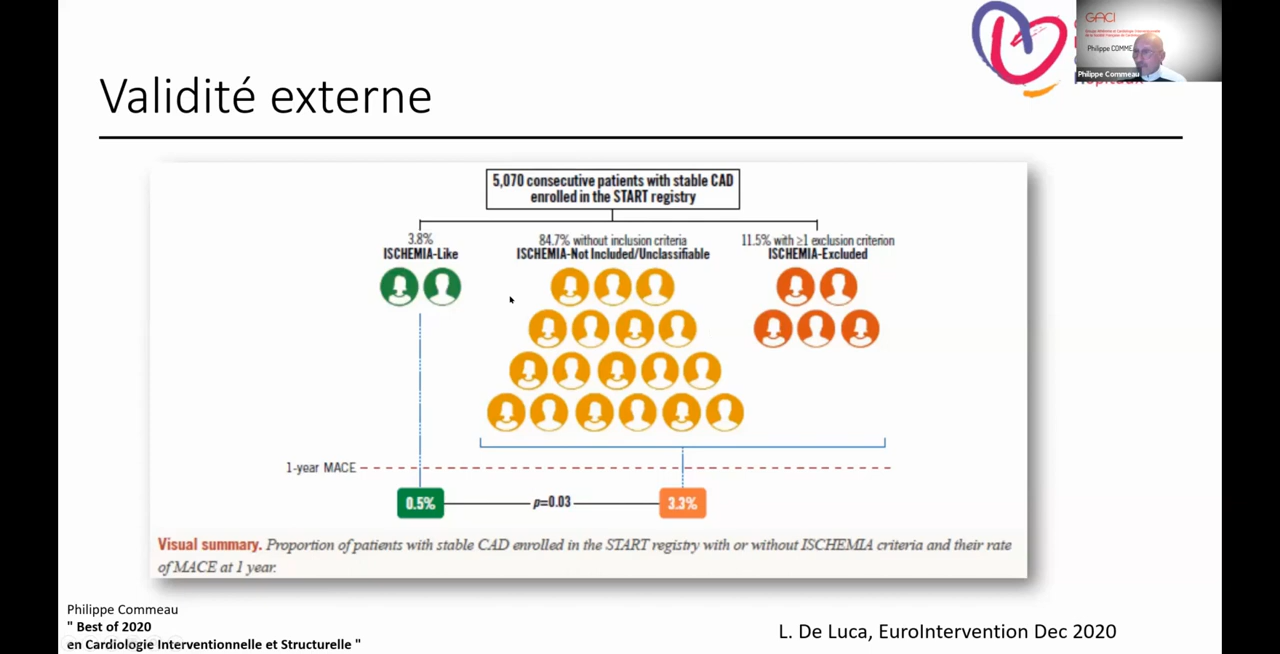 GACI
Philippe COMME
Philippe Commeau
Validité externe
5,070 consecutive patients with stable CAD
enrolled in the START registry
3.8%
ISCHEMIA-Like
84.7% without inclusion criteria
ISCHEMIA-Not Included/Unclassifiable
11.5% with ≥1 exclusion criterion
ISCHEMIA-Excluded
1-year MACE
0.5%
p=0.03
3.3%
Visual summary. Proportion of patients with stable CAD enrolled in the START registry with or without ISCHEMIA criteria and their rate
of MACE at 1 year.
Philippe Commeau
" Best of 2020
en Cardiologie Interventionnelle et Structurelle "
L. De Luca, EuroIntervention Dec 2020